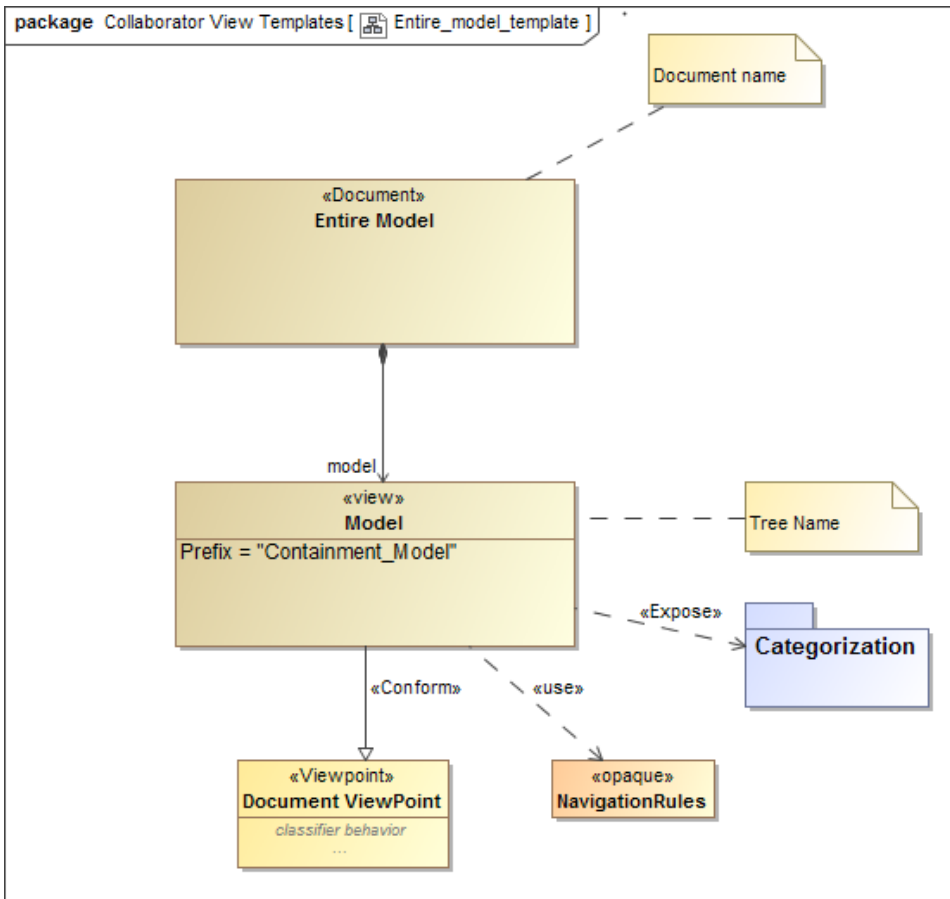 package Collaborator View Templates [ Entire_model_template ]
Document name
«Document»
Entire Model
model
«view»
Model
Prefix = "Containment_Model"
Tree Name
«Expose»
Categorization
«Conform»
«use»
«Viewpoint»
Document ViewPoint
classifier behavior
...
«opaque»
NavigationRules